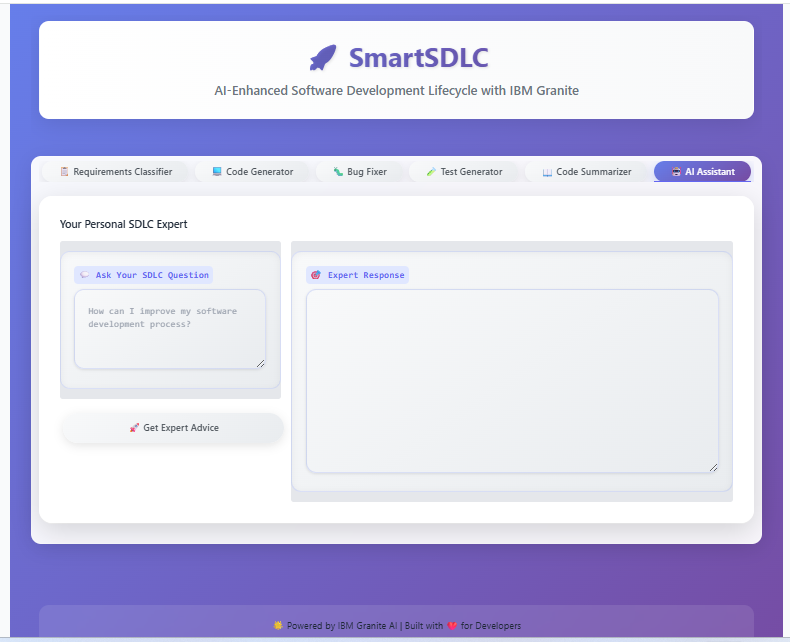 🚀 SmartSDLC
AI-Enhanced Software Development Lifecycle with IBM Granite
Requirements Classifier
Code Generator
Bug Fixer
Test Generator
Code Summarizer
AI Assistant
Your Personal SDLC Expert
Ask Your SDLC Question
How can I improve my software
development process?
Get Expert Advice
Expert Response
Powered by IBM Granite AI | Built with ❤️ for Developers